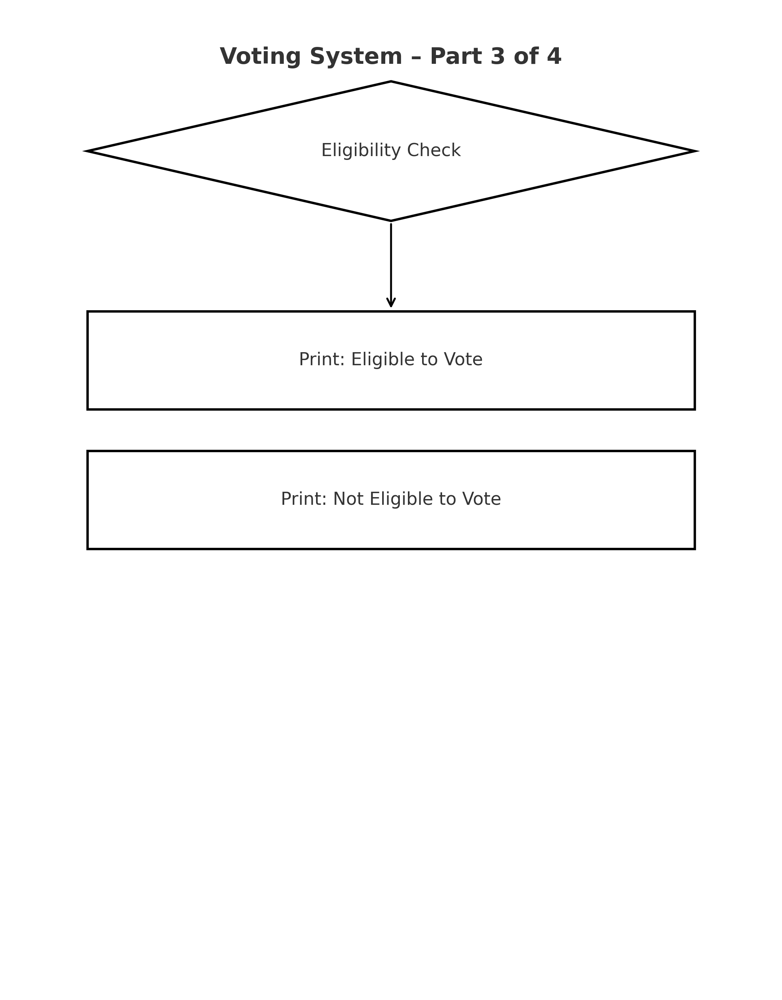 Voting System – Part 3 of 4
Eligibility Check
Print: Eligible to Vote
Print: Not Eligible to Vote